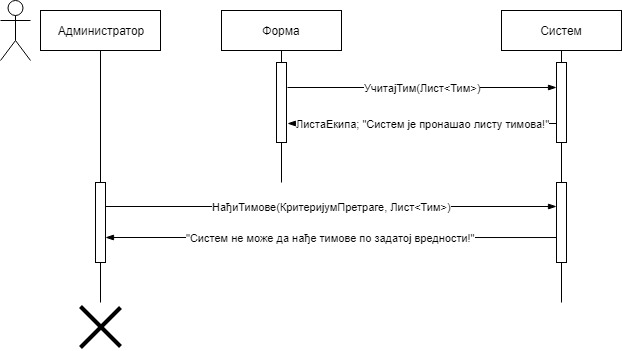 Администратор
Форма
Систем
УчитајТим(Лист<Тим>)
ЛистаЕкипа; "Систем је пронашао листу тимова!"
НађиТимове(КритеријумПретраге, Лист<Тим>)
"Систем не може да нађе тимове по задатој вредности!"